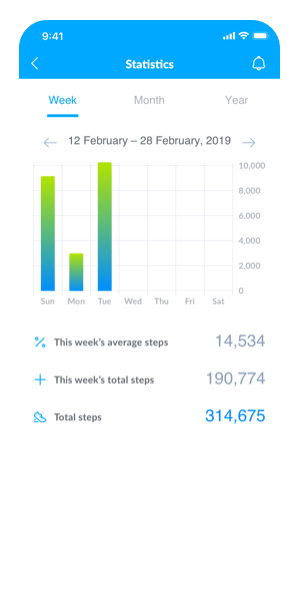 9:41
Statistics
Week Month Year
12 February – 28 February, 2019
10,000
8,000
6,000
4,000
2,000
0
Sun Mon Tue Wed Thu Fri Sat
This week's average steps 14,534
This week's total steps 190,774
Total steps 314,675